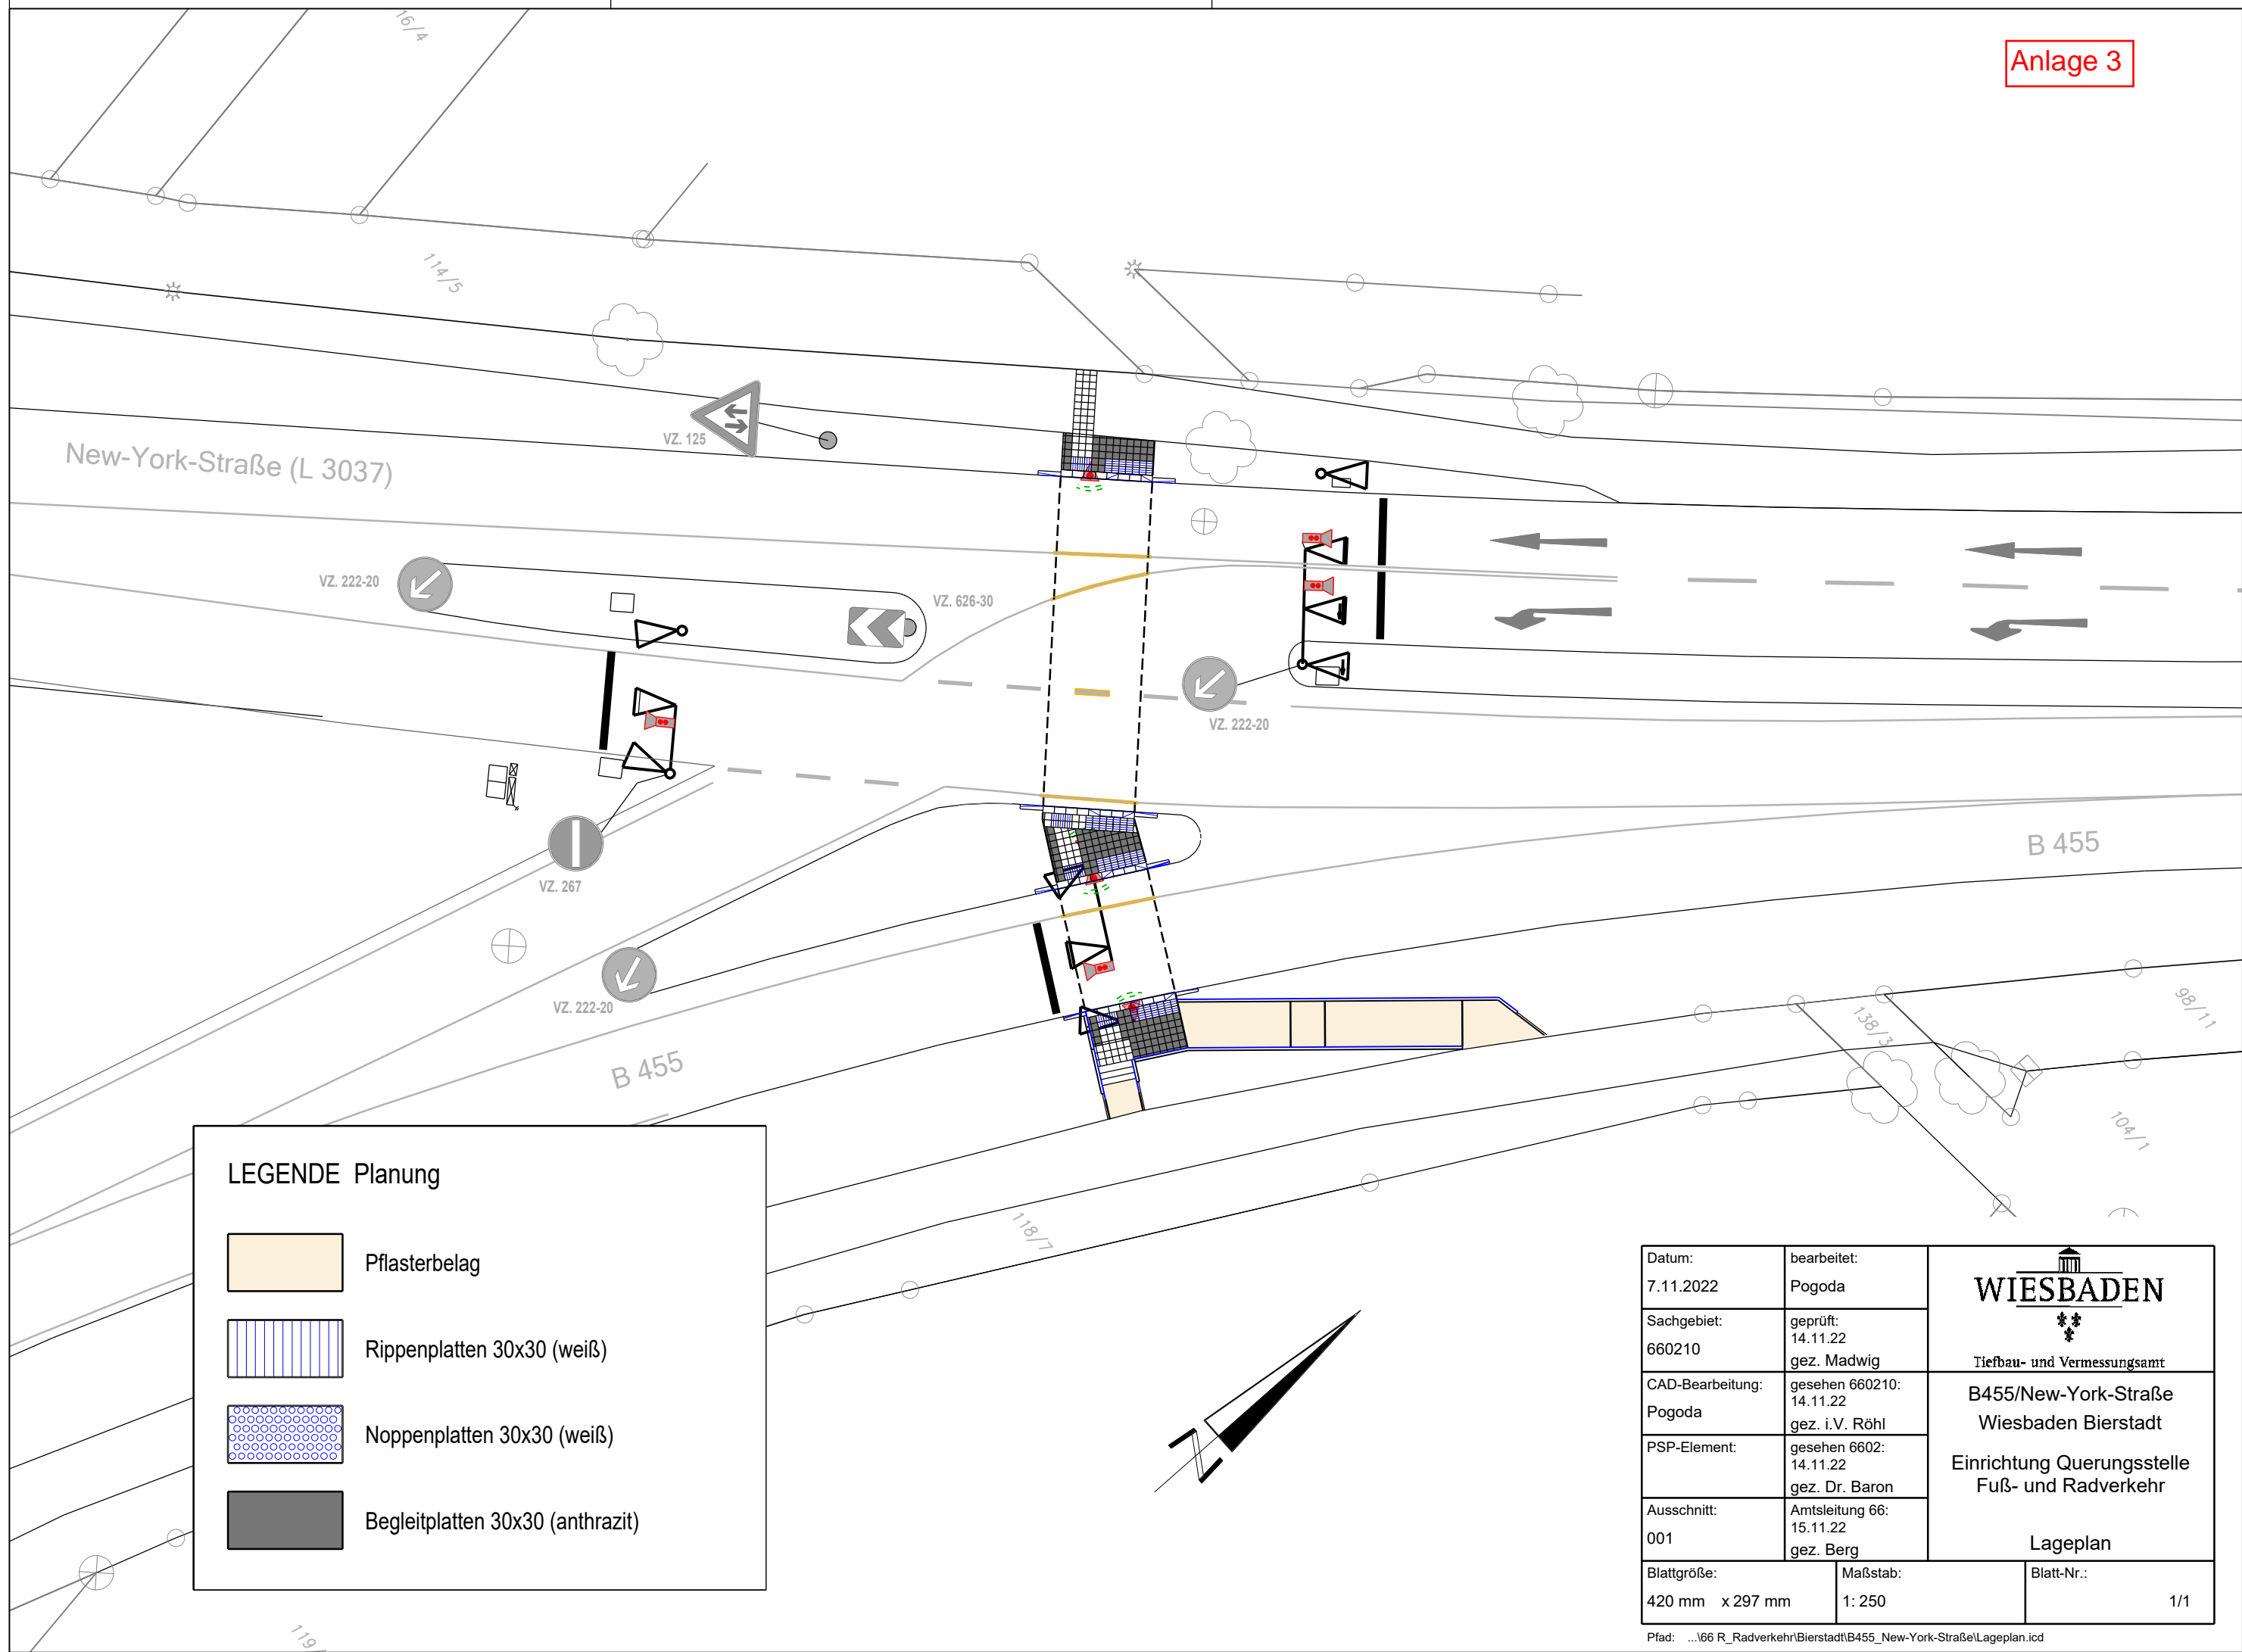 16/4
Anlage 3
114/5
VZ. 125
New-York-Straße (L 3037)
VZ. 222-20
VZ. 626-30
VZ. 222-20
B 455
VZ. 267
VZ. 222-20
B 455
98/11
138/3
104/1
118/7
119/
N
LEGENDE Planung
Pflasterbelag
Rippenplatten 30x30 (weiß)
Noppenplatten 30x30 (weiß)
Begleitplatten 30x30 (anthrazit)
Datum:
7.11.2022
bearbeitet:
Pogoda
WIESBADEN
Tiefbau- und Vermessungsamt
Sachgebiet:
660210
geprüft:
14.11.22
gez. Madwig
CAD-Bearbeitung:
Pogoda
gesehen 660210:
14.11.22
gez. i.V. Röhl
B455/New-York-Straße
Wiesbaden Bierstadt
Einrichtung Querungsstelle
Fuß- und Radverkehr
Lageplan
PSP-Element:
gesehen 6602:
14.11.22
gez. Dr. Baron
Ausschnitt:
001
Amtsleitung 66:
15.11.22
gez. Berg
Blattgröße:
420 mm x 297 mm
Maßstab:
1: 250
Blatt-Nr.:
1/1
Pfad: ...\66 R_Radverkehr\Bierstadt\B455_New-York-Straße\Lageplan.icd